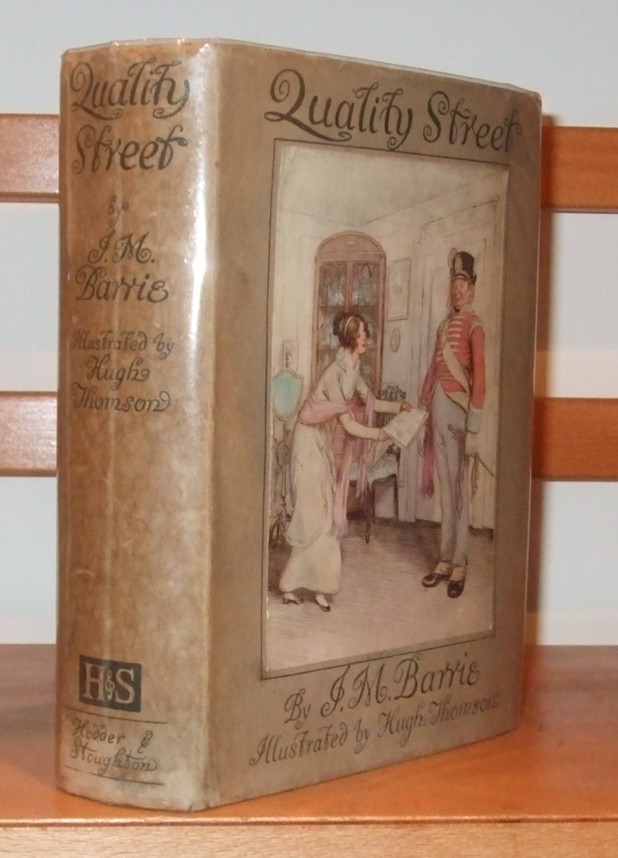 Quality
Street
by
J.M.
Barrie
Illustrated by
Hugh
Thomson
H&S
Hodder &
Stoughton
Quality Street
By J.M. Barrie
Illustrated by Hugh Thomson